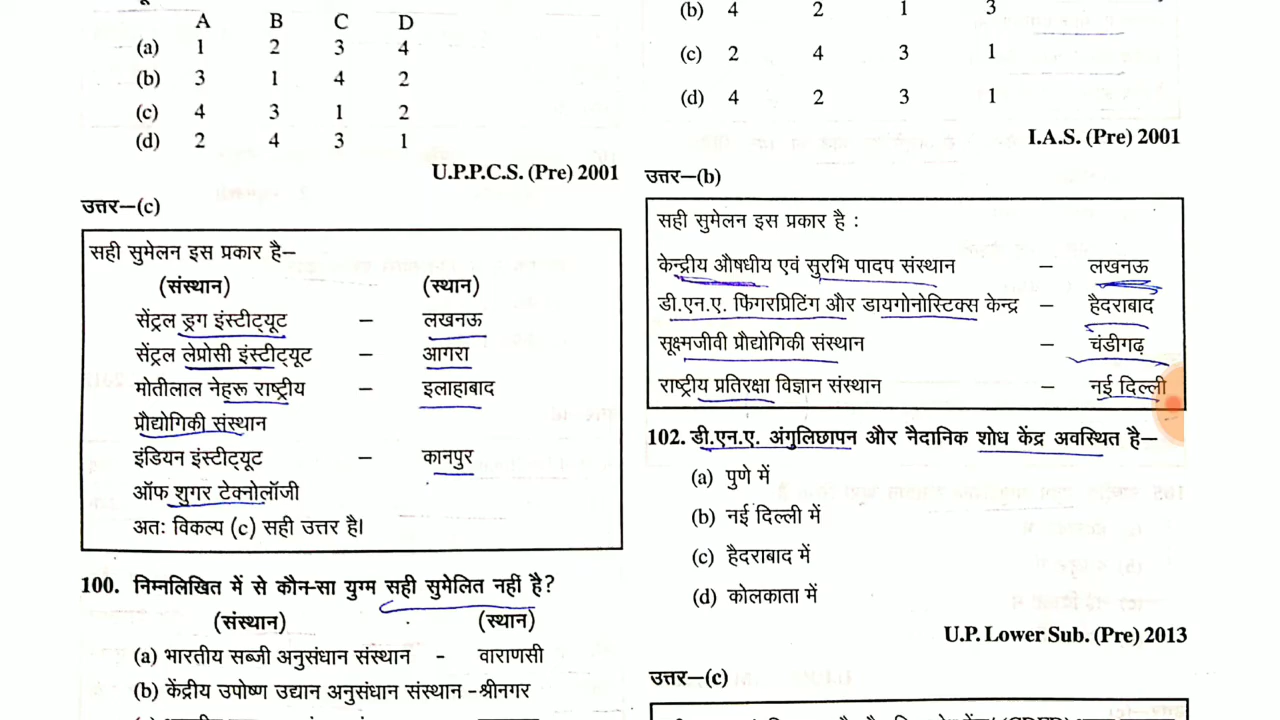 A B C D
(a) 1 2 3 4
(b) 3 1 4 2
(c) 4 3 1 2
(d) 2 4 3 1
U.P.P.C.S. (Pre) 2001
उत्तर–(c)
सही सुमेलन इस प्रकार है–
(संस्थान) (स्थान)
सेंट्रल ड्रग इंस्टीट्यूट – लखनऊ
सेंट्रल लेप्रोसी इंस्टीट्यूट – आगरा
मोतीलाल नेहरू राष्ट्रीय – इलाहाबाद
प्रौद्योगिकी संस्थान
इंडियन इंस्टीट्यूट – कानपुर
ऑफ शुगर टेक्नोलॉजी
अतः विकल्प (c) सही उत्तर है।
100. निम्नलिखित में से कौन-सा युग्म सही सुमेलित नहीं है?
(संस्थान) (स्थान)
(a) भारतीय सब्जी अनुसंधान संस्थान - वाराणसी
(b) केंद्रीय उपोष्ण उद्यान अनुसंधान संस्थान -श्रीनगर
(b) 4 2 1 3
(c) 2 4 3 1
(d) 4 2 3 1
I.A.S. (Pre) 2001
उत्तर–(b)
सही सुमेलन इस प्रकार है :
केन्द्रीय औषधीय एवं सुरभि पादप संस्थान – लखनऊ
डी.एन.ए. फिंगरप्रिटिंग और डायगोनोस्टिक्स केन्द्र – हैदराबाद
सूक्ष्मजीवी प्रौद्योगिकी संस्थान – चंडीगढ़
राष्ट्रीय प्रतिरक्षा विज्ञान संस्थान – नई दिल्ली
102. डी.एन.ए. अंगुलिछापन और नैदानिक शोध केंद्र अवस्थित है–
(a) पुणे में
(b) नई दिल्ली में
(c) हैदराबाद में
(d) कोलकाता में
U.P. Lower Sub. (Pre) 2013
उत्तर–(c)